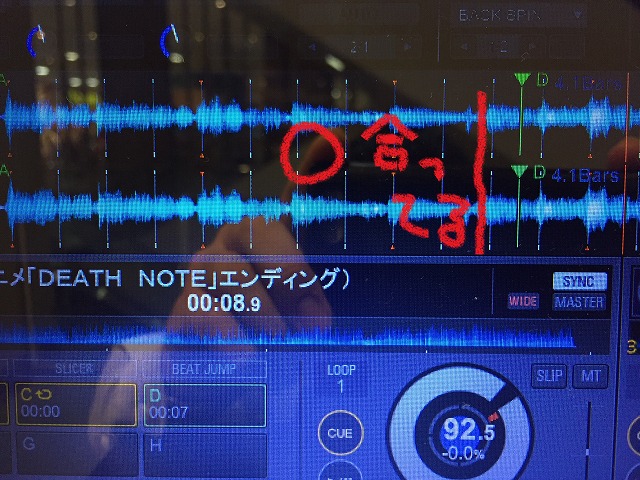 BACK SPIN
A
D 4.1Bars
合っ
てる
A
D 4.1Bars
ニメ「DEATH NOTE」エンディング)
00:08.9
SYNC
WIDE
MASTER
SLICER
BEAT JUMP
LOOP
1
SLIP
MT
C
00:00
D
00:07
CUE
92.5
-0.0%
G
H